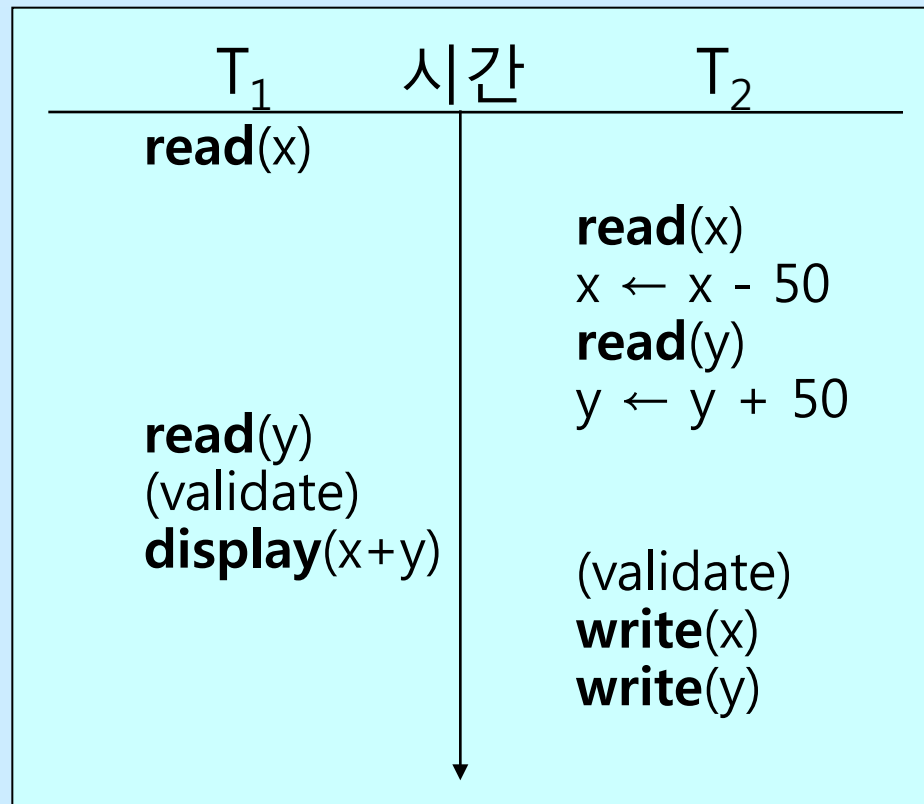 T₁ 시간 T₂
read(x)
read(x)
x ← x - 50
read(y)
y ← y + 50
read(y)
(validate)
display(x+y)
(validate)
write(x)
write(y)